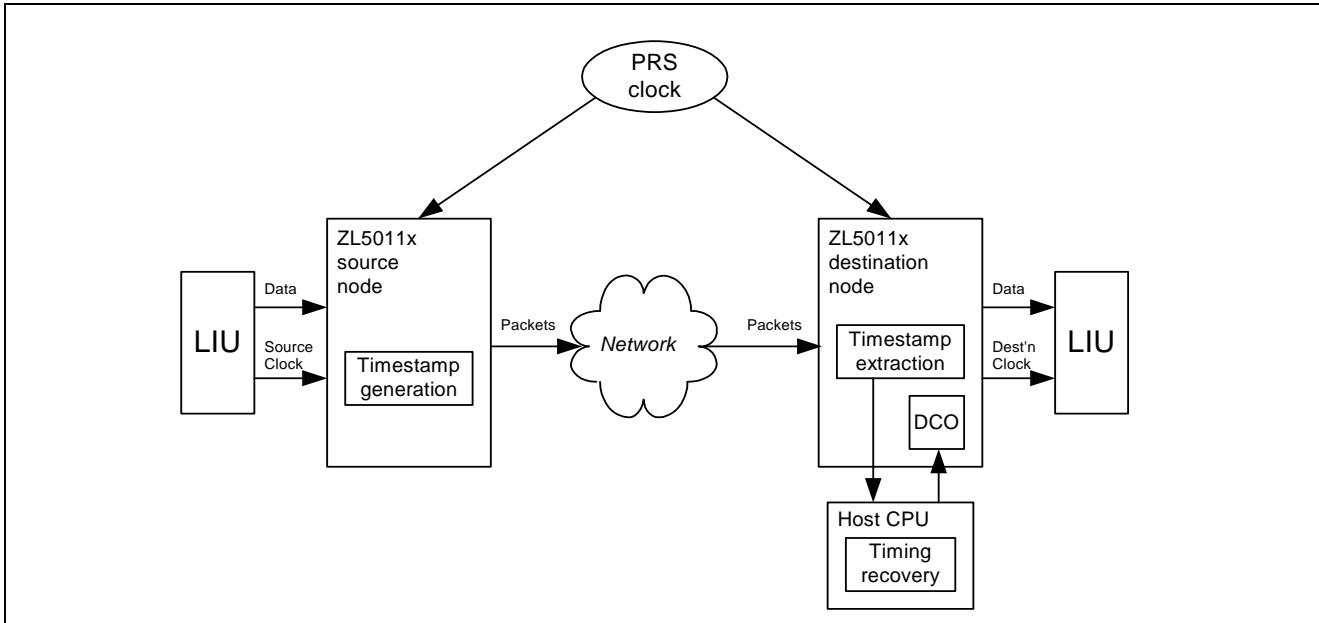 PRS
clock
ZL5011x
source
node
ZL5011x
destination
node
Data
LIU
Source
Clock
Timestamp
generation
Packets
Network
Packets
Timestamp
extraction
DCO
Data
Dest'n
Clock
LIU
Host CPU
Timing
recovery